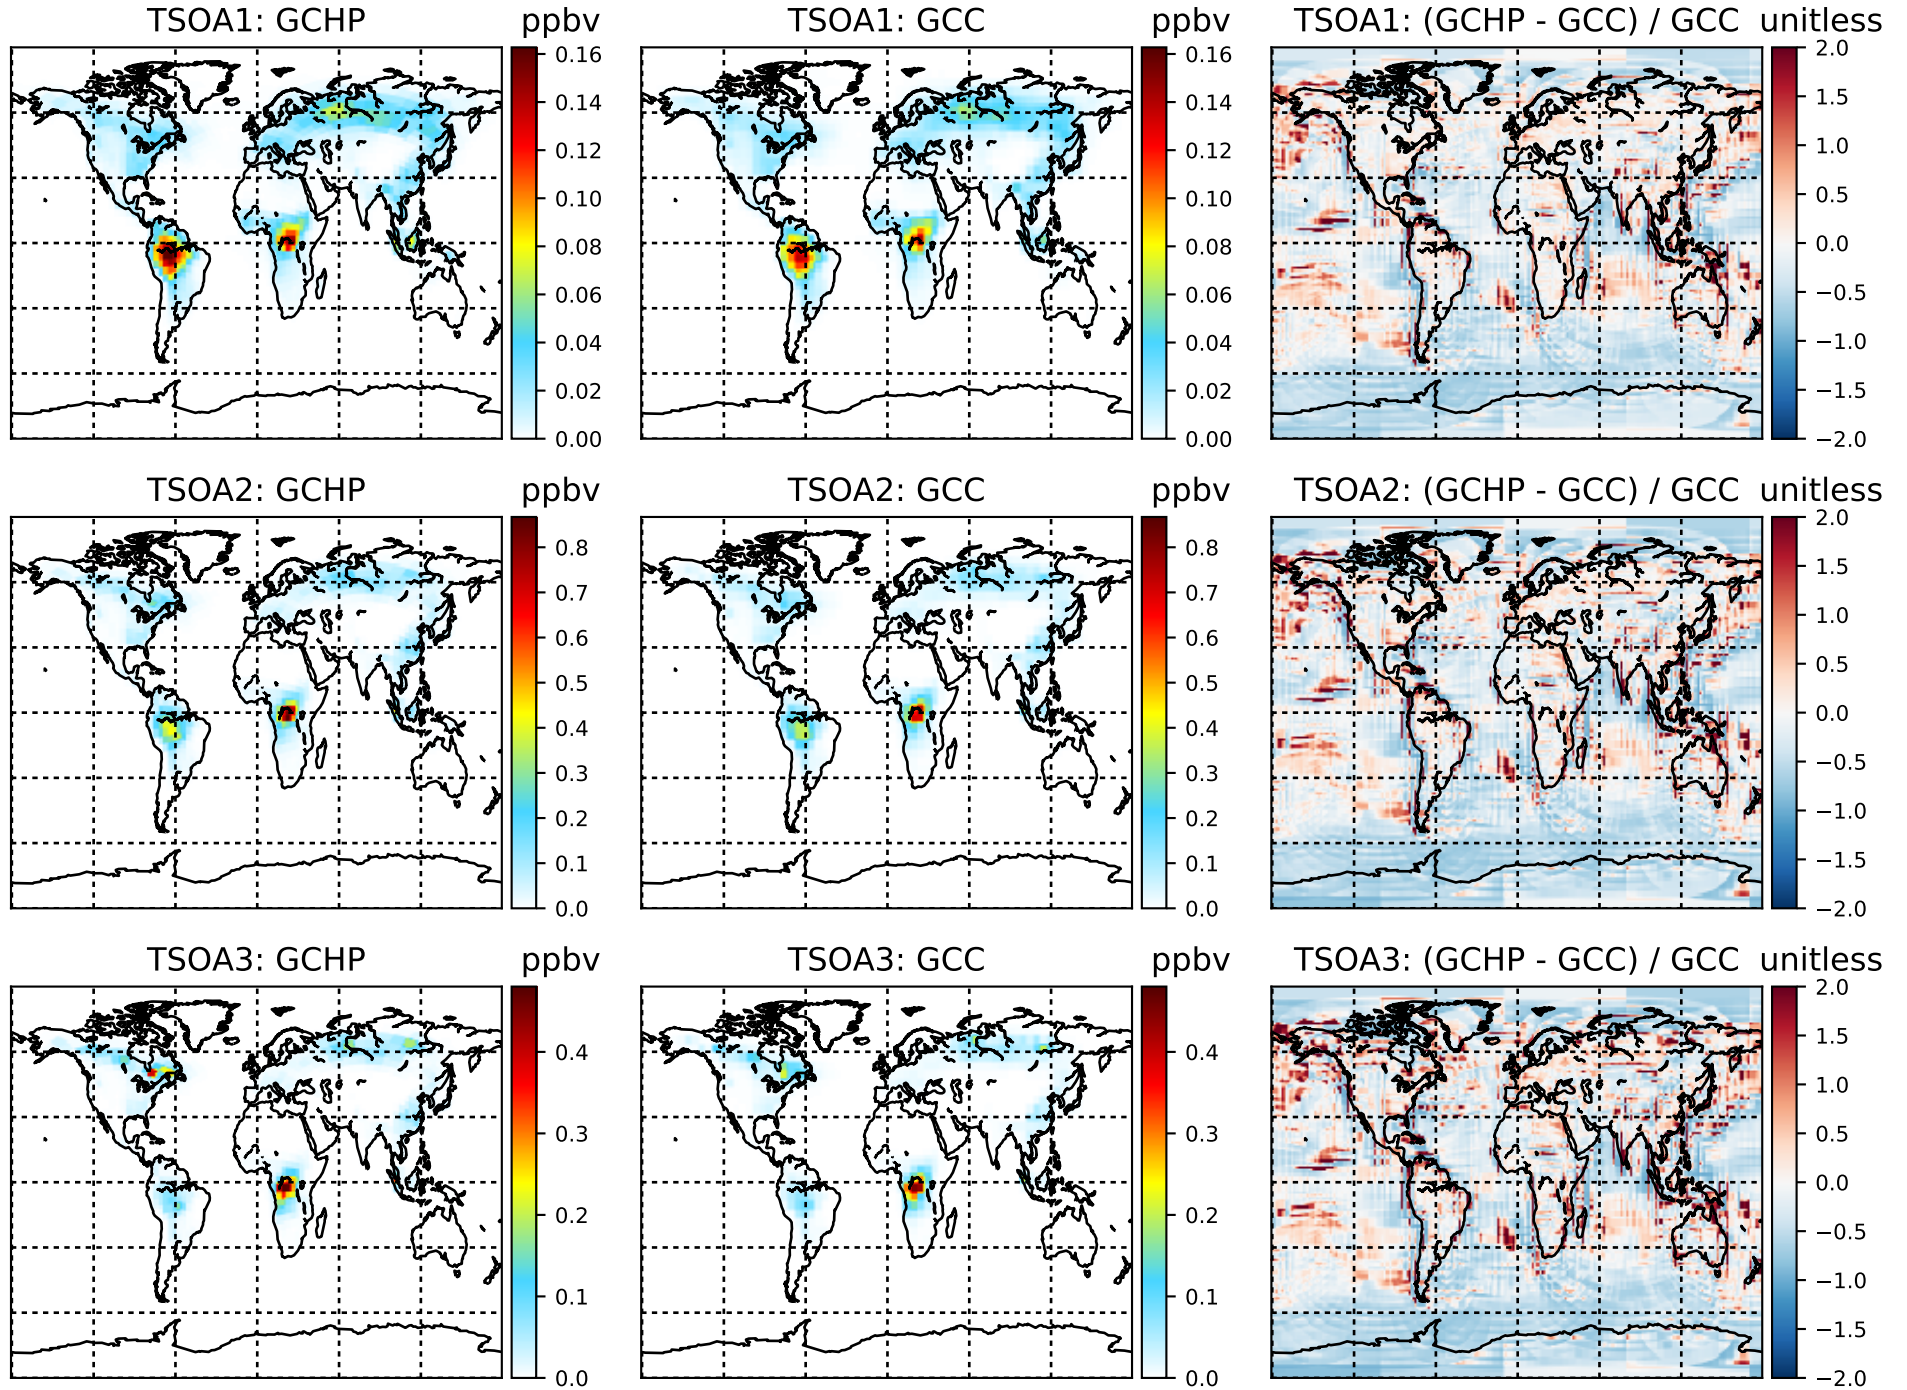 TSOA1: GCHP ppbv TSOA1: GCC ppbv TSOA1: (GCHP - GCC) / GCC unitless
0.16 0.16 2.0
0.14 0.14 1.5
0.12 0.12 1.0
0.10 0.10 0.5
0.08 0.08 0.0
0.06 0.06 −0.5
0.04 0.04 −1.0
0.02 0.02 −1.5
0.00 0.00 −2.0
TSOA2: GCHP ppbv TSOA2: GCC ppbv TSOA2: (GCHP - GCC) / GCC unitless
0.8 0.8 2.0
0.7 0.7 1.5
0.6 0.6 1.0
0.5 0.5 0.5
0.4 0.4 0.0
0.3 0.3 −0.5
0.2 0.2 −1.0
0.1 0.1 −1.5
0.0 0.0 −2.0
TSOA3: GCHP ppbv TSOA3: GCC ppbv TSOA3: (GCHP - GCC) / GCC unitless
2.0
0.4 0.4 1.5
1.0
0.3 0.3 0.5
0.0
0.2 0.2 −0.5
0.1 0.1 −1.0
−1.5
0.0 0.0 −2.0